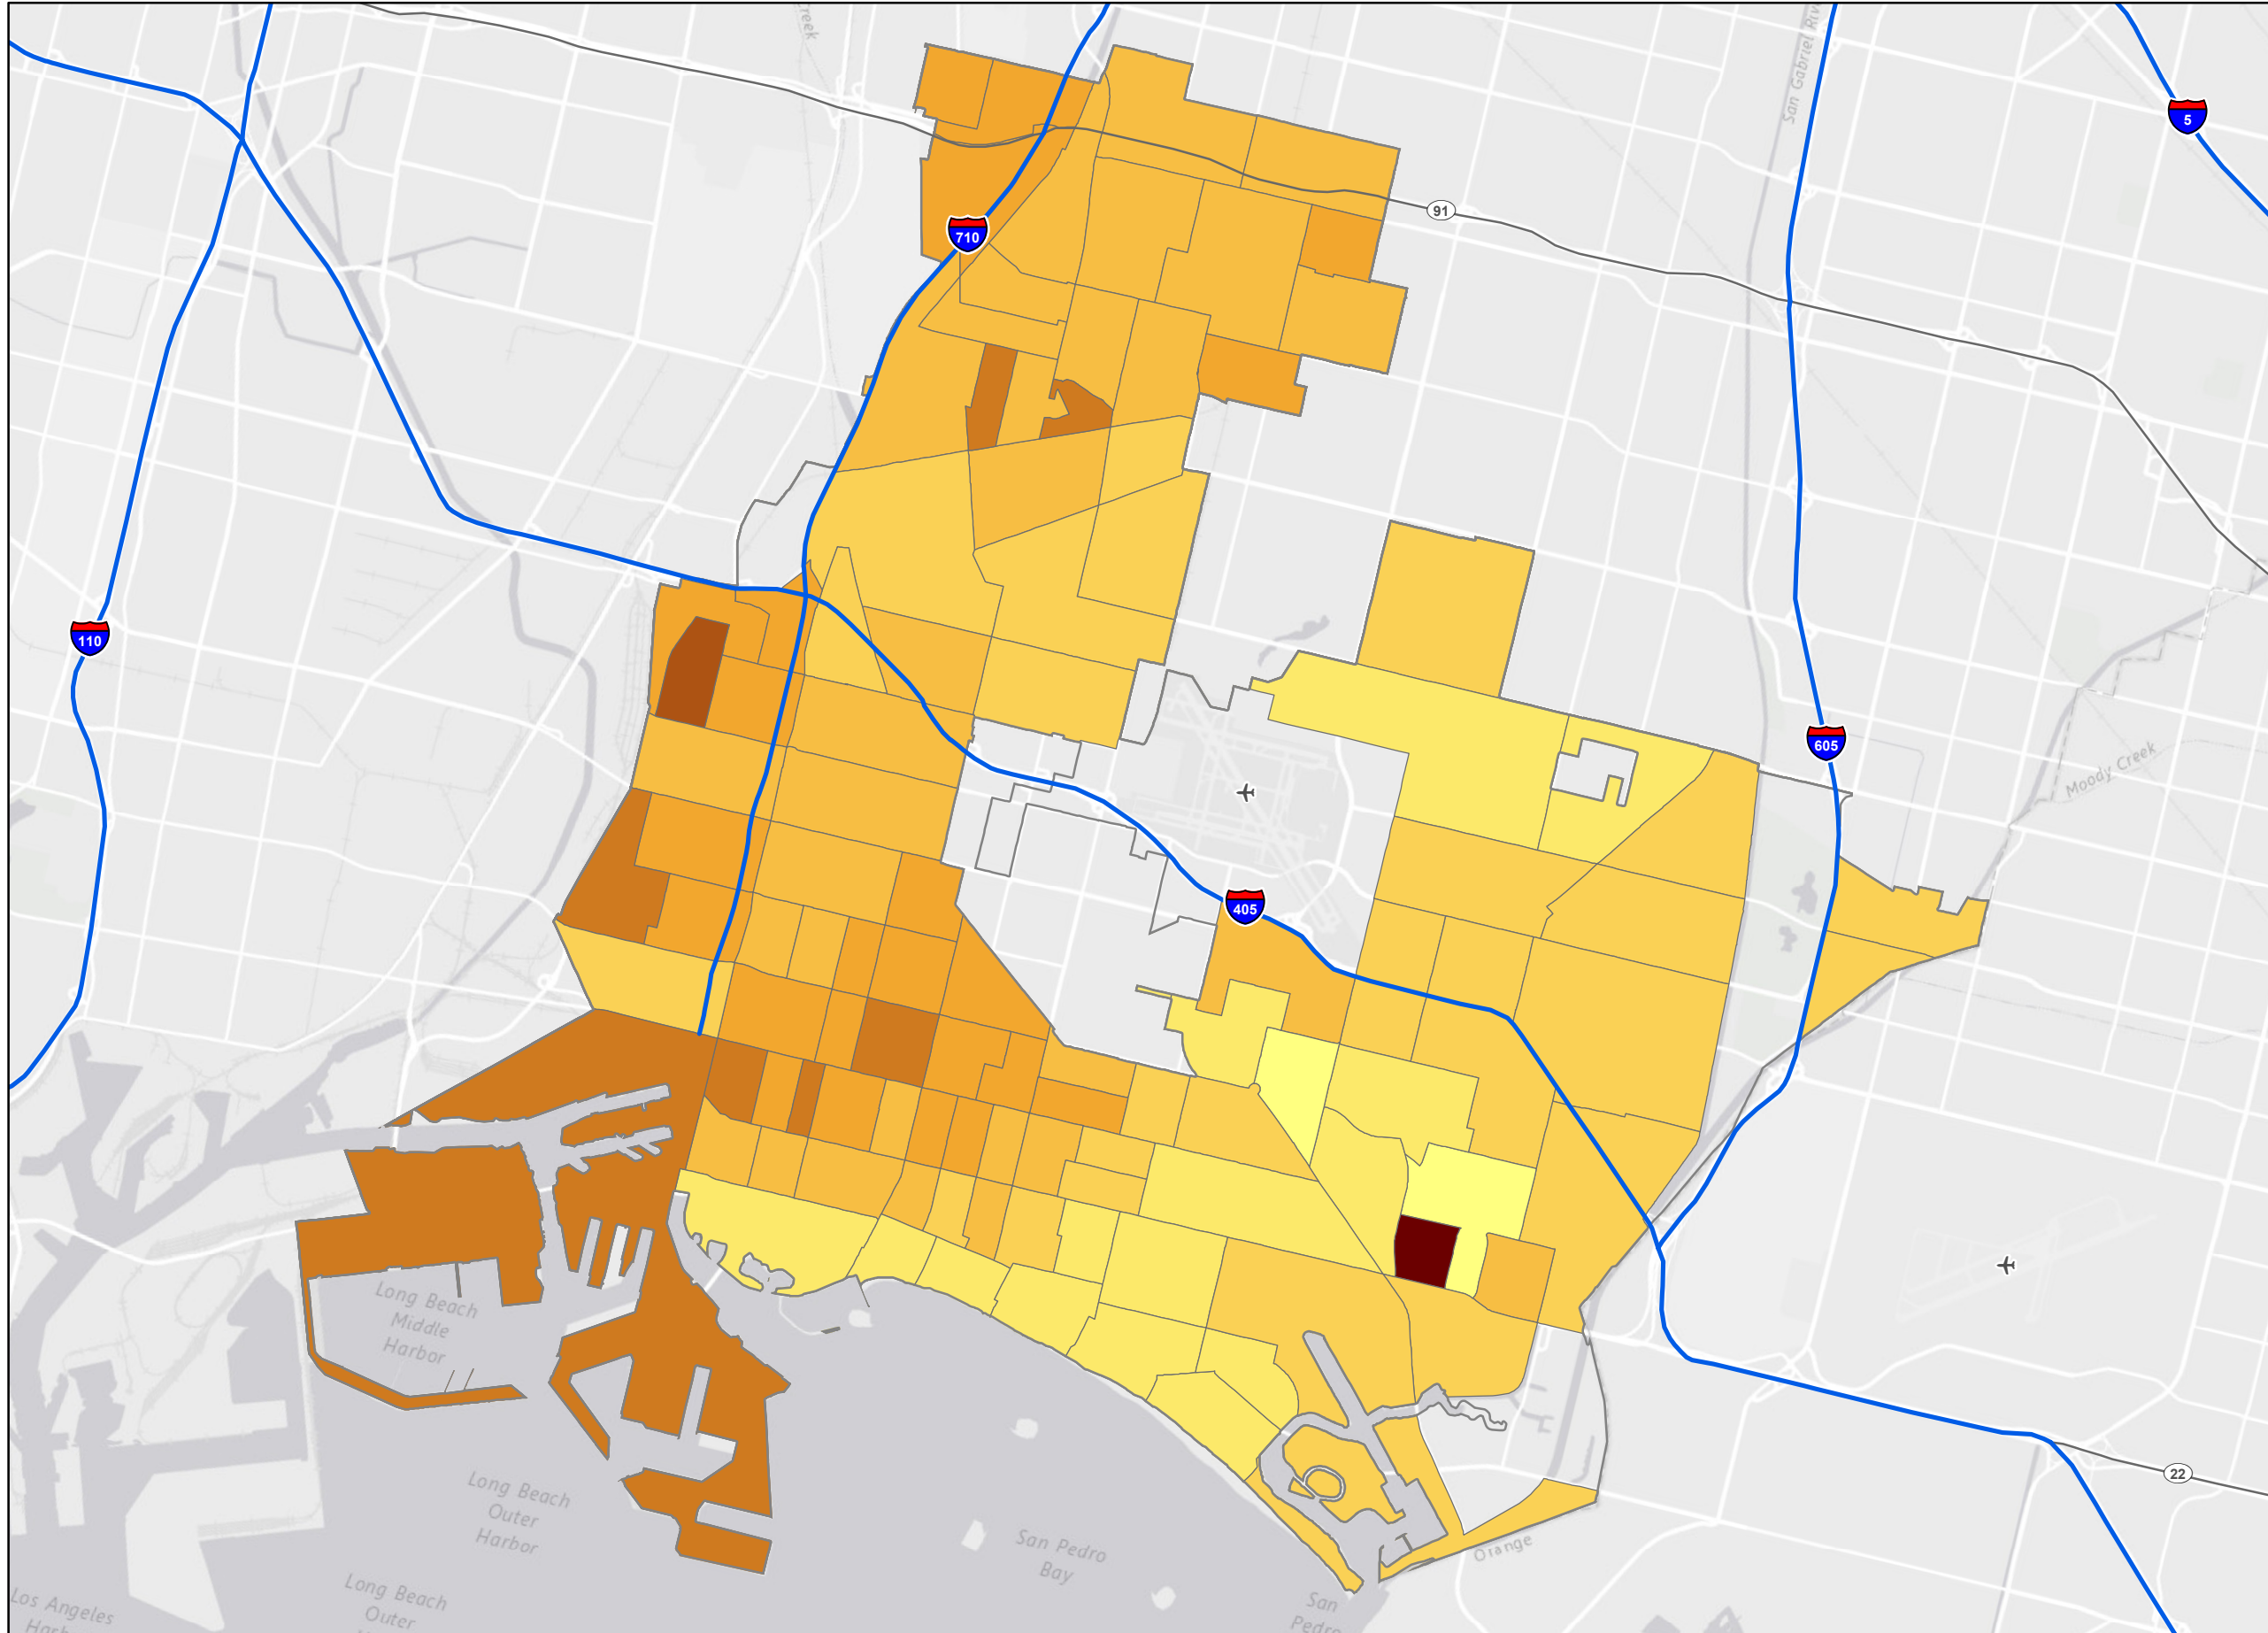 Creek
San Gabriel Riv
5
91
710
110
605
Moody Creek
405
Long Beach
Middle
Harbor
Long Beach
Outer
Harbor
22
San Pedro
Bay
Orange
Long Beach
Outer
Los Angeles
San
Pedro